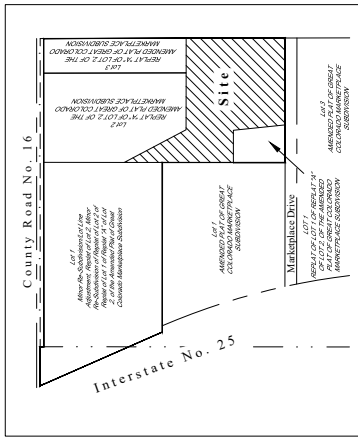 County Road No. 16
Lot 3
REPLAT "A" OF LOT 2, OF THE
AMENDED PLAT OF GREAT COLORADO
MARKETPLACE SUBDIVISION
Lot 2
REPLAT "A" OF LOT 2, OF THE
AMENDED PLAT OF GREAT COLORADO
MARKETPLACE SUBDIVISION
Site
Lot 3
AMENDED PLAT OF GREAT
COLORADO MARKETPLACE
SUBDIVISION
Lot 1
Minor Re-Subdivision/Lot Line
Adjustment, Replat of Lot 2, Minor
Re-Subdivision of Replat of Lot 2 of
Replat of Lot 1 of Replat "A" of Lot
2, of the Amended Plat of Great
Colorado Marketplace Subdivision
Lot 1
AMENDED PLAT OF GREAT
COLORADO MARKETPLACE
SUBDIVISION
Marketplace Drive
LOT 1
REPLAT OF LOT 1 OF REPLAT "A"
OF LOT 2, OF THE AMENDED
PLAT OF GREAT COLORADO
MARKETPLACE SUBDIVISION
Interstate No. 25